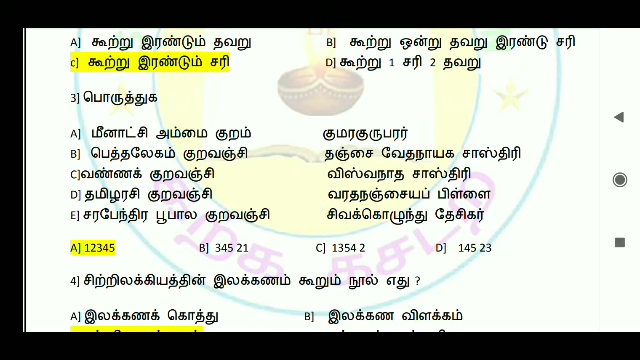 A] கூற்று இரண்டும் தவறு B] கூற்று ஒன்று தவறு இரண்டு சரி
C] கூற்று இரண்டும் சரி D] கூற்று 1 சரி 2 தவறு
3] பொருத்துக
A] மீனாட்சி அம்மை குறம் குமரகுருபரர்
B] பெத்தலேகம் குறவஞ்சி தஞ்சை வேதநாயக சாஸ்திரி
C]வண்ணக் குறவஞ்சி விஸ்வநாத சாஸ்திரி
D] தமிழரசி குறவஞ்சி வரதநஞ்சையப் பிள்ளை
E] சரபேந்திர பூபால குறவஞ்சி சிவக்கொழுந்து தேசிகர்
A] 12345 B] 345 21 C] 1354 2 D] 145 23
4] சிற்றிலக்கியத்தின் இலக்கணம் கூறும் நூல் எது ?
A] இலக்கணக் கொத்து B] இலக்கண விளக்கம்